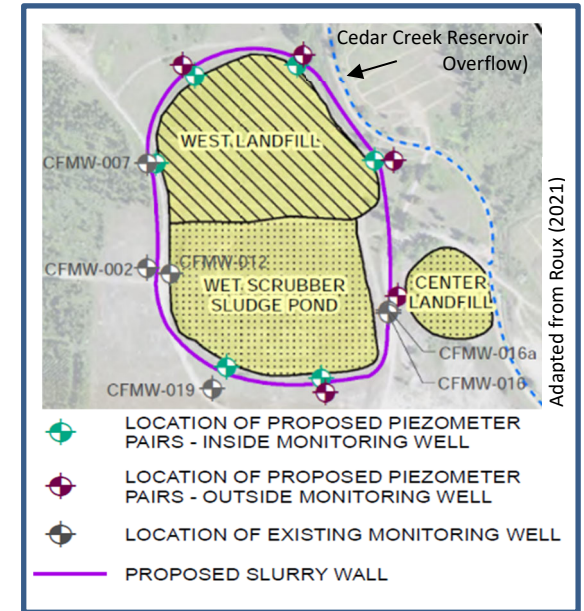 Cedar Creek Reservoir
Overflow)
WEST LANDFILL
CFMW-007
CFMW-002
CFMW-012
WET SCRUBBER
SLUDGE POND
CENTER
LANDFILL
CFMW-016a
CFMW-016
CFMW-019
Adapted from Roux (2021)
LOCATION OF PROPOSED PIEZOMETER
PAIRS - INSIDE MONITORING WELL
LOCATION OF PROPOSED PIEZOMETER
PAIRS - OUTSIDE MONITORING WELL
LOCATION OF EXISTING MONITORING WELL
PROPOSED SLURRY WALL